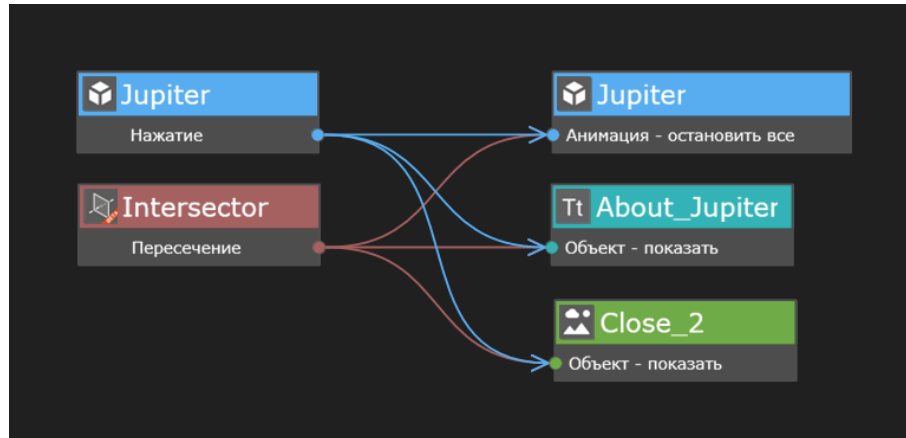 Jupiter
Нажатие
Intersector
Пересечение
Jupiter
Анимация - остановить все
Tt About_Jupiter
Объект - показать
Close_2
Объект - показать